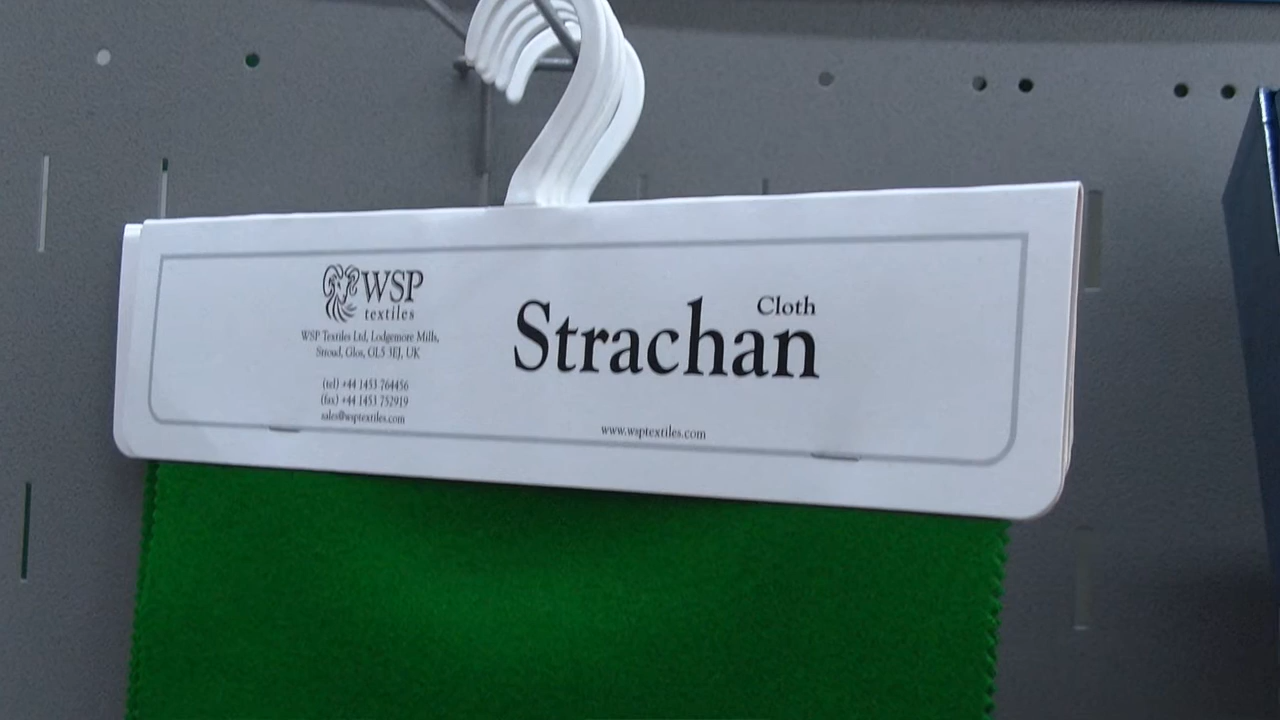 WSP
textiles
WSP Textiles Ltd, Lodgemore Mills,
Stroud, Glos, GL5 3EJ, UK
(tel) +44 1453 764456
(fax) +44 1453 752919
sales@wsptextiles.com
Cloth
Strachan
www.wsptextiles.com